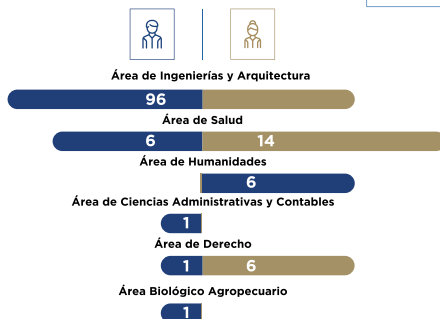 Área de Ingenierías y Arquitectura
96
Área de Salud
6 14
Área de Humanidades
6
Área de Ciencias Administrativas y Contables
1
Área de Derecho
1 6
Área Biológico Agropecuario
1